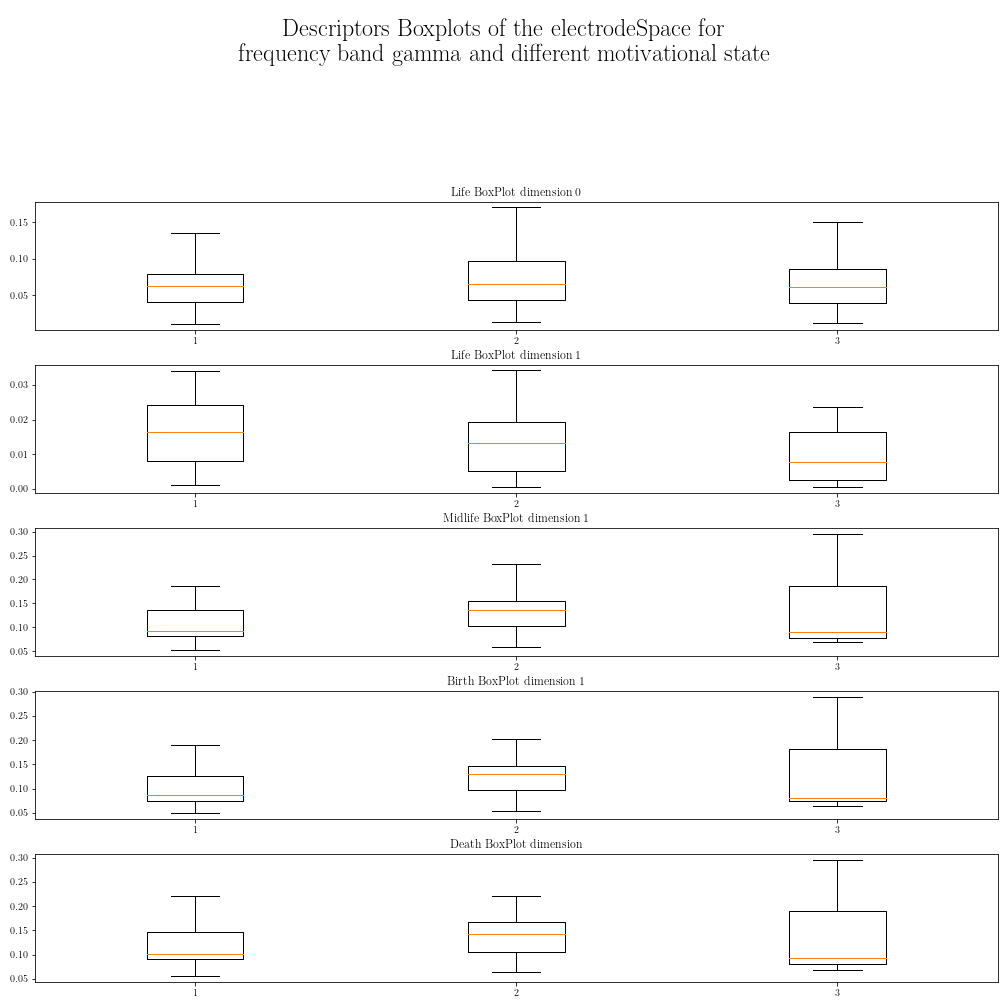 Descriptors Boxplots of the electrodeSpace for
frequency band gamma and different motivational state
Life BoxPlot dimension 0
0.15
0.10
0.05
1 2 3
Life BoxPlot dimension 1
0.03
0.02
0.01
0.00
1 2 3
Midlife BoxPlot dimension 1
0.30
0.25
0.20
0.15
0.10
0.05
1 2 3
Birth BoxPlot dimension 1
0.30
0.25
0.20
0.15
0.10
0.05
1 2 3
Death BoxPlot dimension
0.30
0.25
0.20
0.15
0.10
0.05
1 2 3